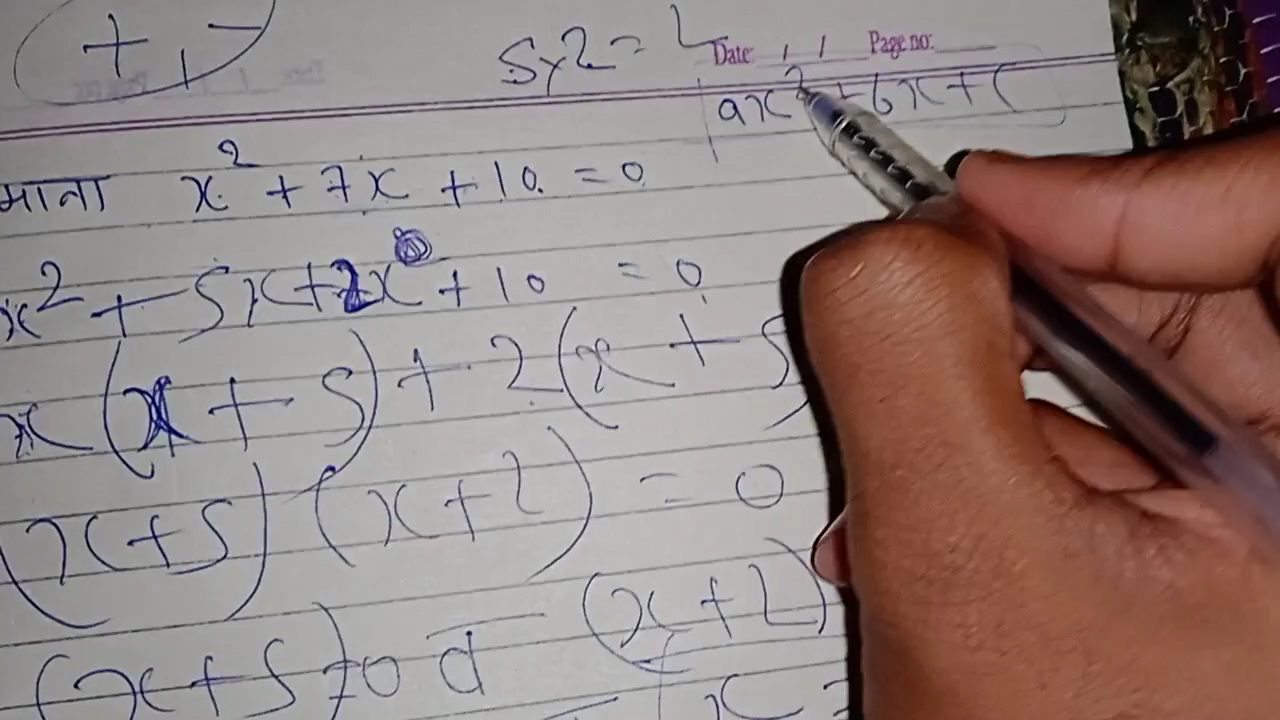 +, -
5x2 =
Date: / / Page no:
ax² + bx + c
माना x² + 7x + 10 = 0
x² + 5x + 2x + 10 = 0
x(x + 5) + 2(x + 5
(x + 5) (x + 2) = 0
(x + 5) = 0 (x + 2)
x =